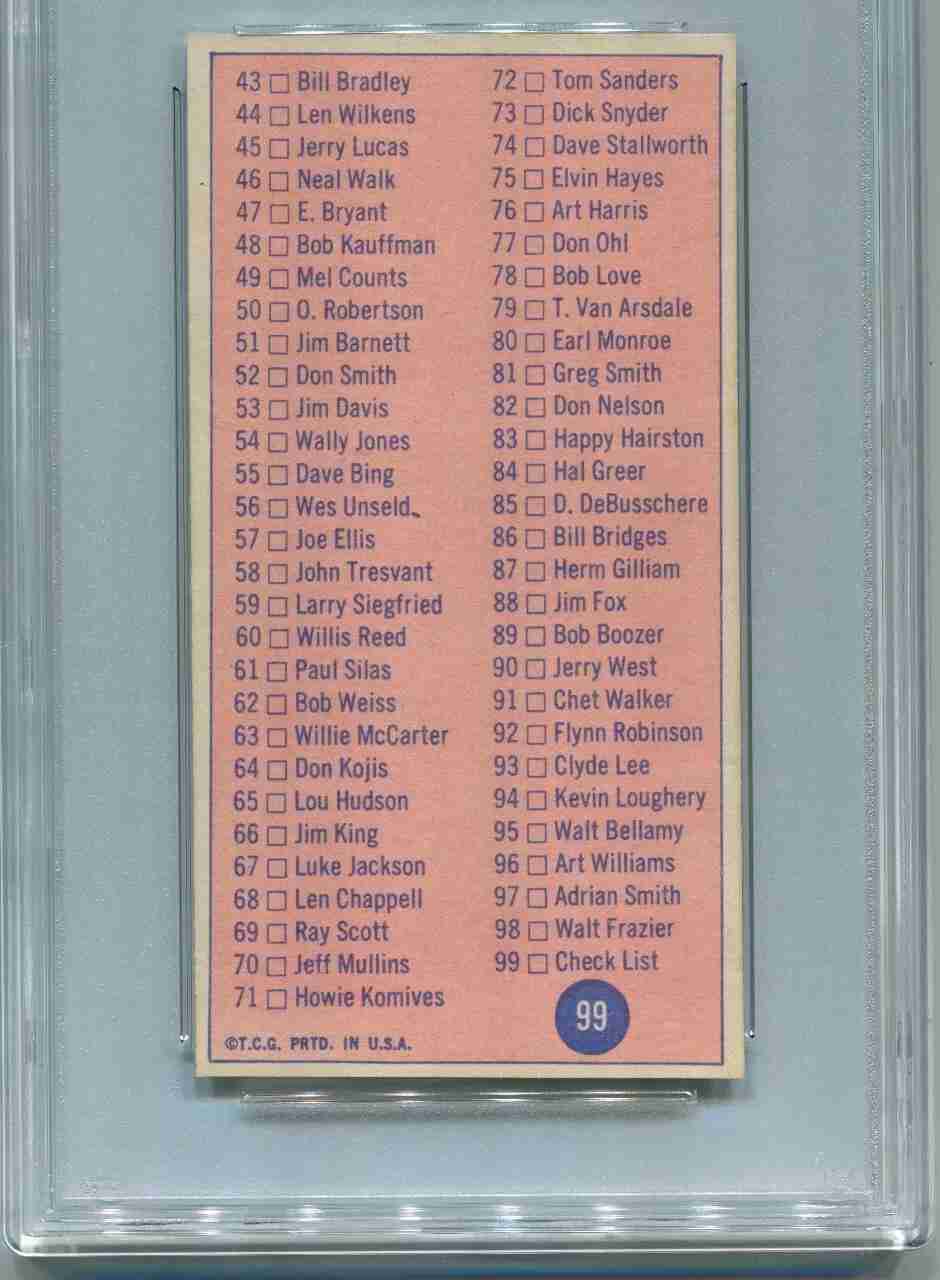 43 □ Bill Bradley
44 □ Len Wilkens
45 □ Jerry Lucas
46 □ Neal Walk
47 □ E. Bryant
48 □ Bob Kauffman
49 □ Mel Counts
50 □ O. Robertson
51 □ Jim Barnett
52 □ Don Smith
53 □ Jim Davis
54 □ Wally Jones
55 □ Dave Bing
56 □ Wes Unseld
57 □ Joe Ellis
58 □ John Tresvant
59 □ Larry Siegfried
60 □ Willis Reed
61 □ Paul Silas
62 □ Bob Weiss
63 □ Willie McCarter
64 □ Don Kojis
65 □ Lou Hudson
66 □ Jim King
67 □ Luke Jackson
68 □ Len Chappell
69 □ Ray Scott
70 □ Jeff Mullins
71 □ Howie Komives
72 □ Tom Sanders
73 □ Dick Snyder
74 □ Dave Stallworth
75 □ Elvin Hayes
76 □ Art Harris
77 □ Don Ohl
78 □ Bob Love
79 □ T. Van Arsdale
80 □ Earl Monroe
81 □ Greg Smith
82 □ Don Nelson
83 □ Happy Hairston
84 □ Hal Greer
85 □ D. DeBusschere
86 □ Bill Bridges
87 □ Herm Gilliam
88 □ Jim Fox
89 □ Bob Boozer
90 □ Jerry West
91 □ Chet Walker
92 □ Flynn Robinson
93 □ Clyde Lee
94 □ Kevin Loughery
95 □ Walt Bellamy
96 □ Art Williams
97 □ Adrian Smith
98 □ Walt Frazier
99 □ Check List
99
©T.C.G. PRTD. IN U.S.A.